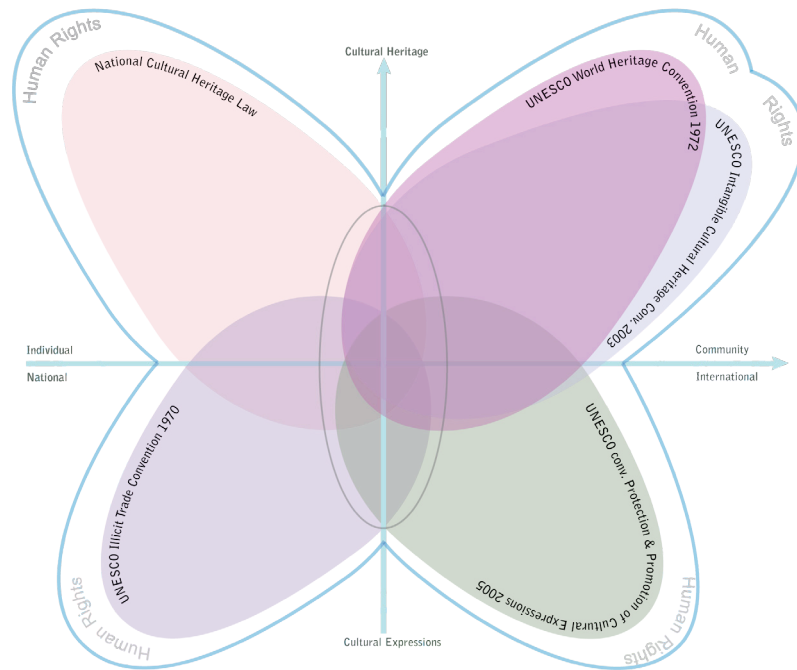 Human Rights
National Cultural Heritage Law
Cultural Heritage
UNESCO World Heritage Convention 1972
Human
Rights
UNESCO Intangible Cultural Heritage Conv. 2003
Individual
National
Community
International
UNESCO Illicit Trade Convention 1970
UNESCO conv. Protection & Promotion of Cultural Expressions 2005
Human Rights
Human Rights
Cultural Expressions